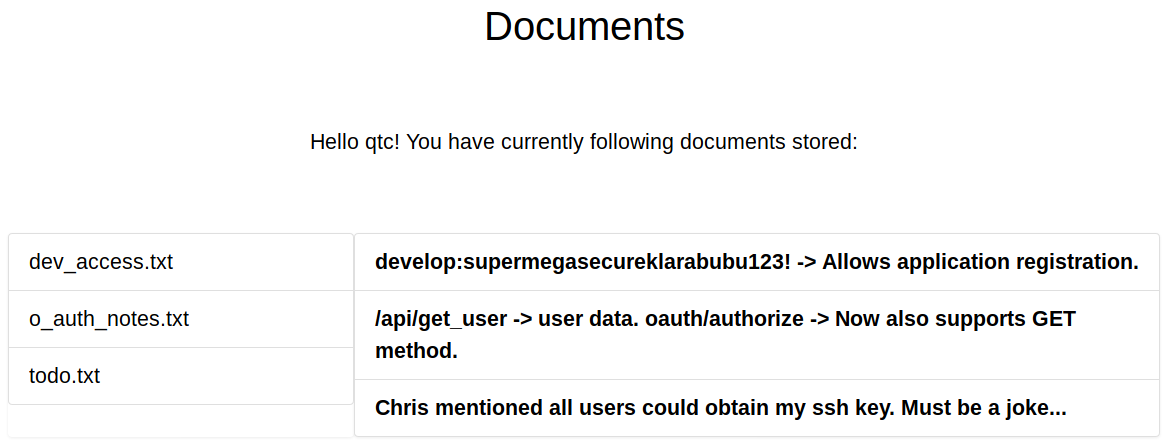 Documents
Hello qtc! You have currently following documents stored:
dev_access.txt
develop:supermegasecureklarabubu123! -> Allows application registration.
o_auth_notes.txt
/api/get_user -> user data. oauth/authorize -> Now also supports GET
method.
todo.txt
Chris mentioned all users could obtain my ssh key. Must be a joke...